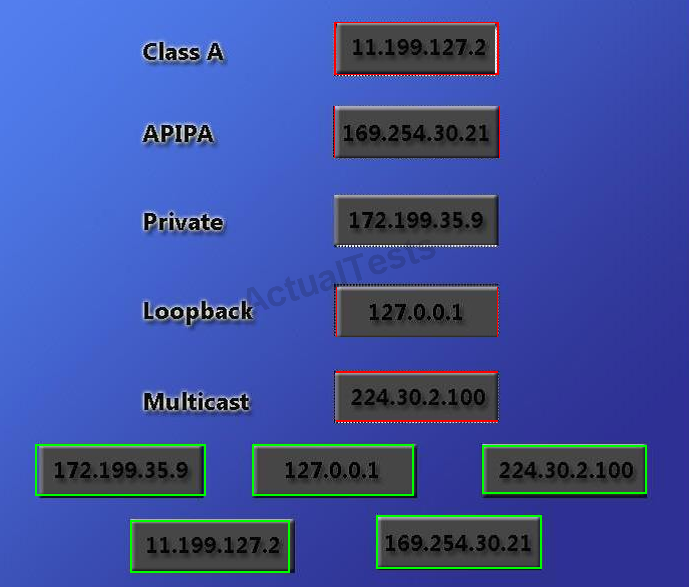 Class A 11.199.127.2
APIPA 169.254.30.21
Private 172.199.35.9
ActualTests
Loopback 127.0.0.1
Multicast 224.30.2.100
172.199.35.9 127.0.0.1 224.30.2.100
11.199.127.2 169.254.30.21